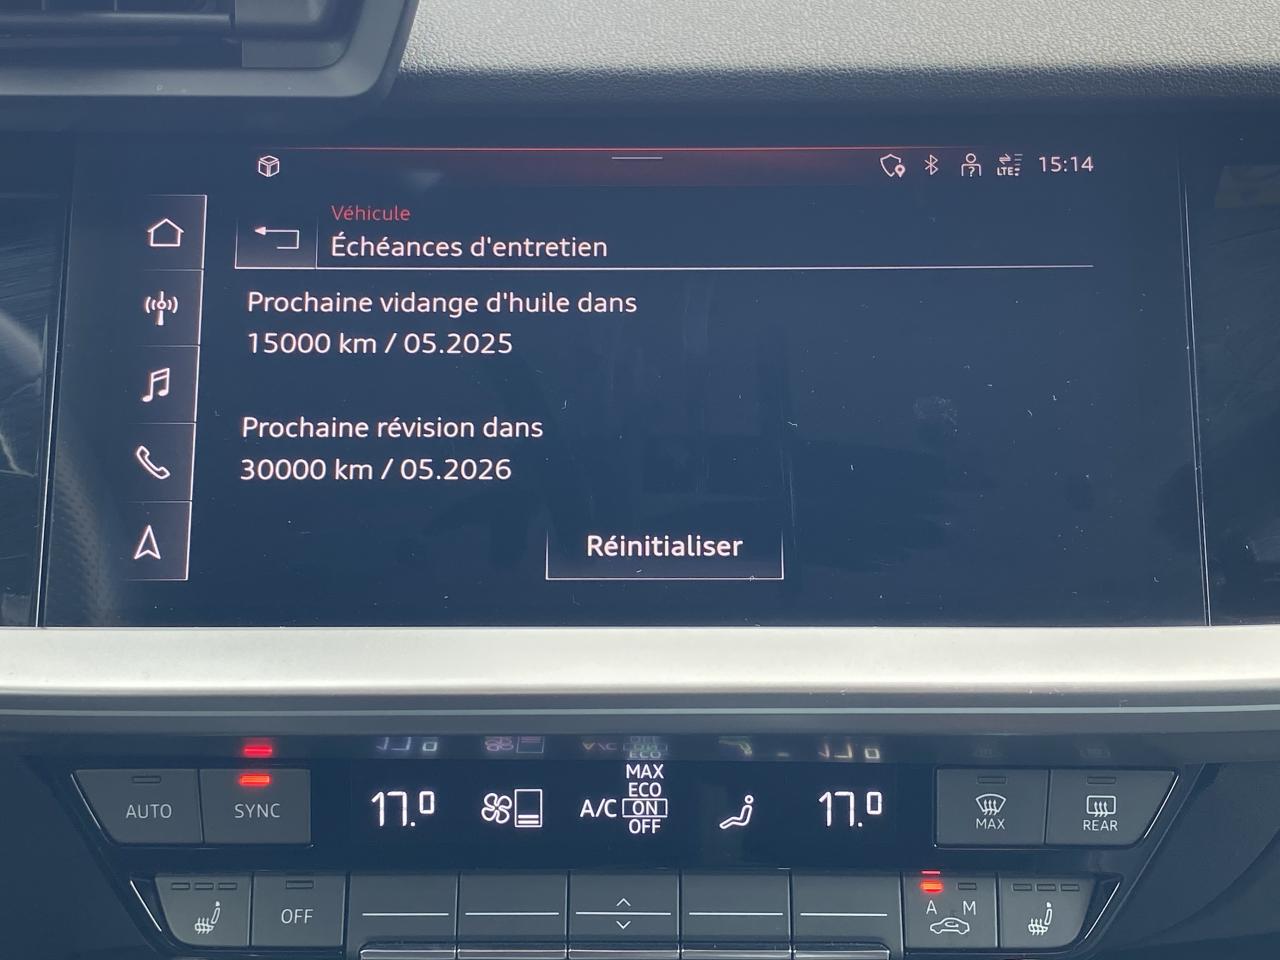 LTE 15:14
Véhicule
Échéances d'entretien
Prochaine vidange d'huile dans
15000 km / 05.2025
Prochaine révision dans
30000 km / 05.2026
Réinitialiser
AUTO
SYNC
17.0
A/C
MAX
ECO
ON
OFF
17.0
MAX
REAR
OFF
A M